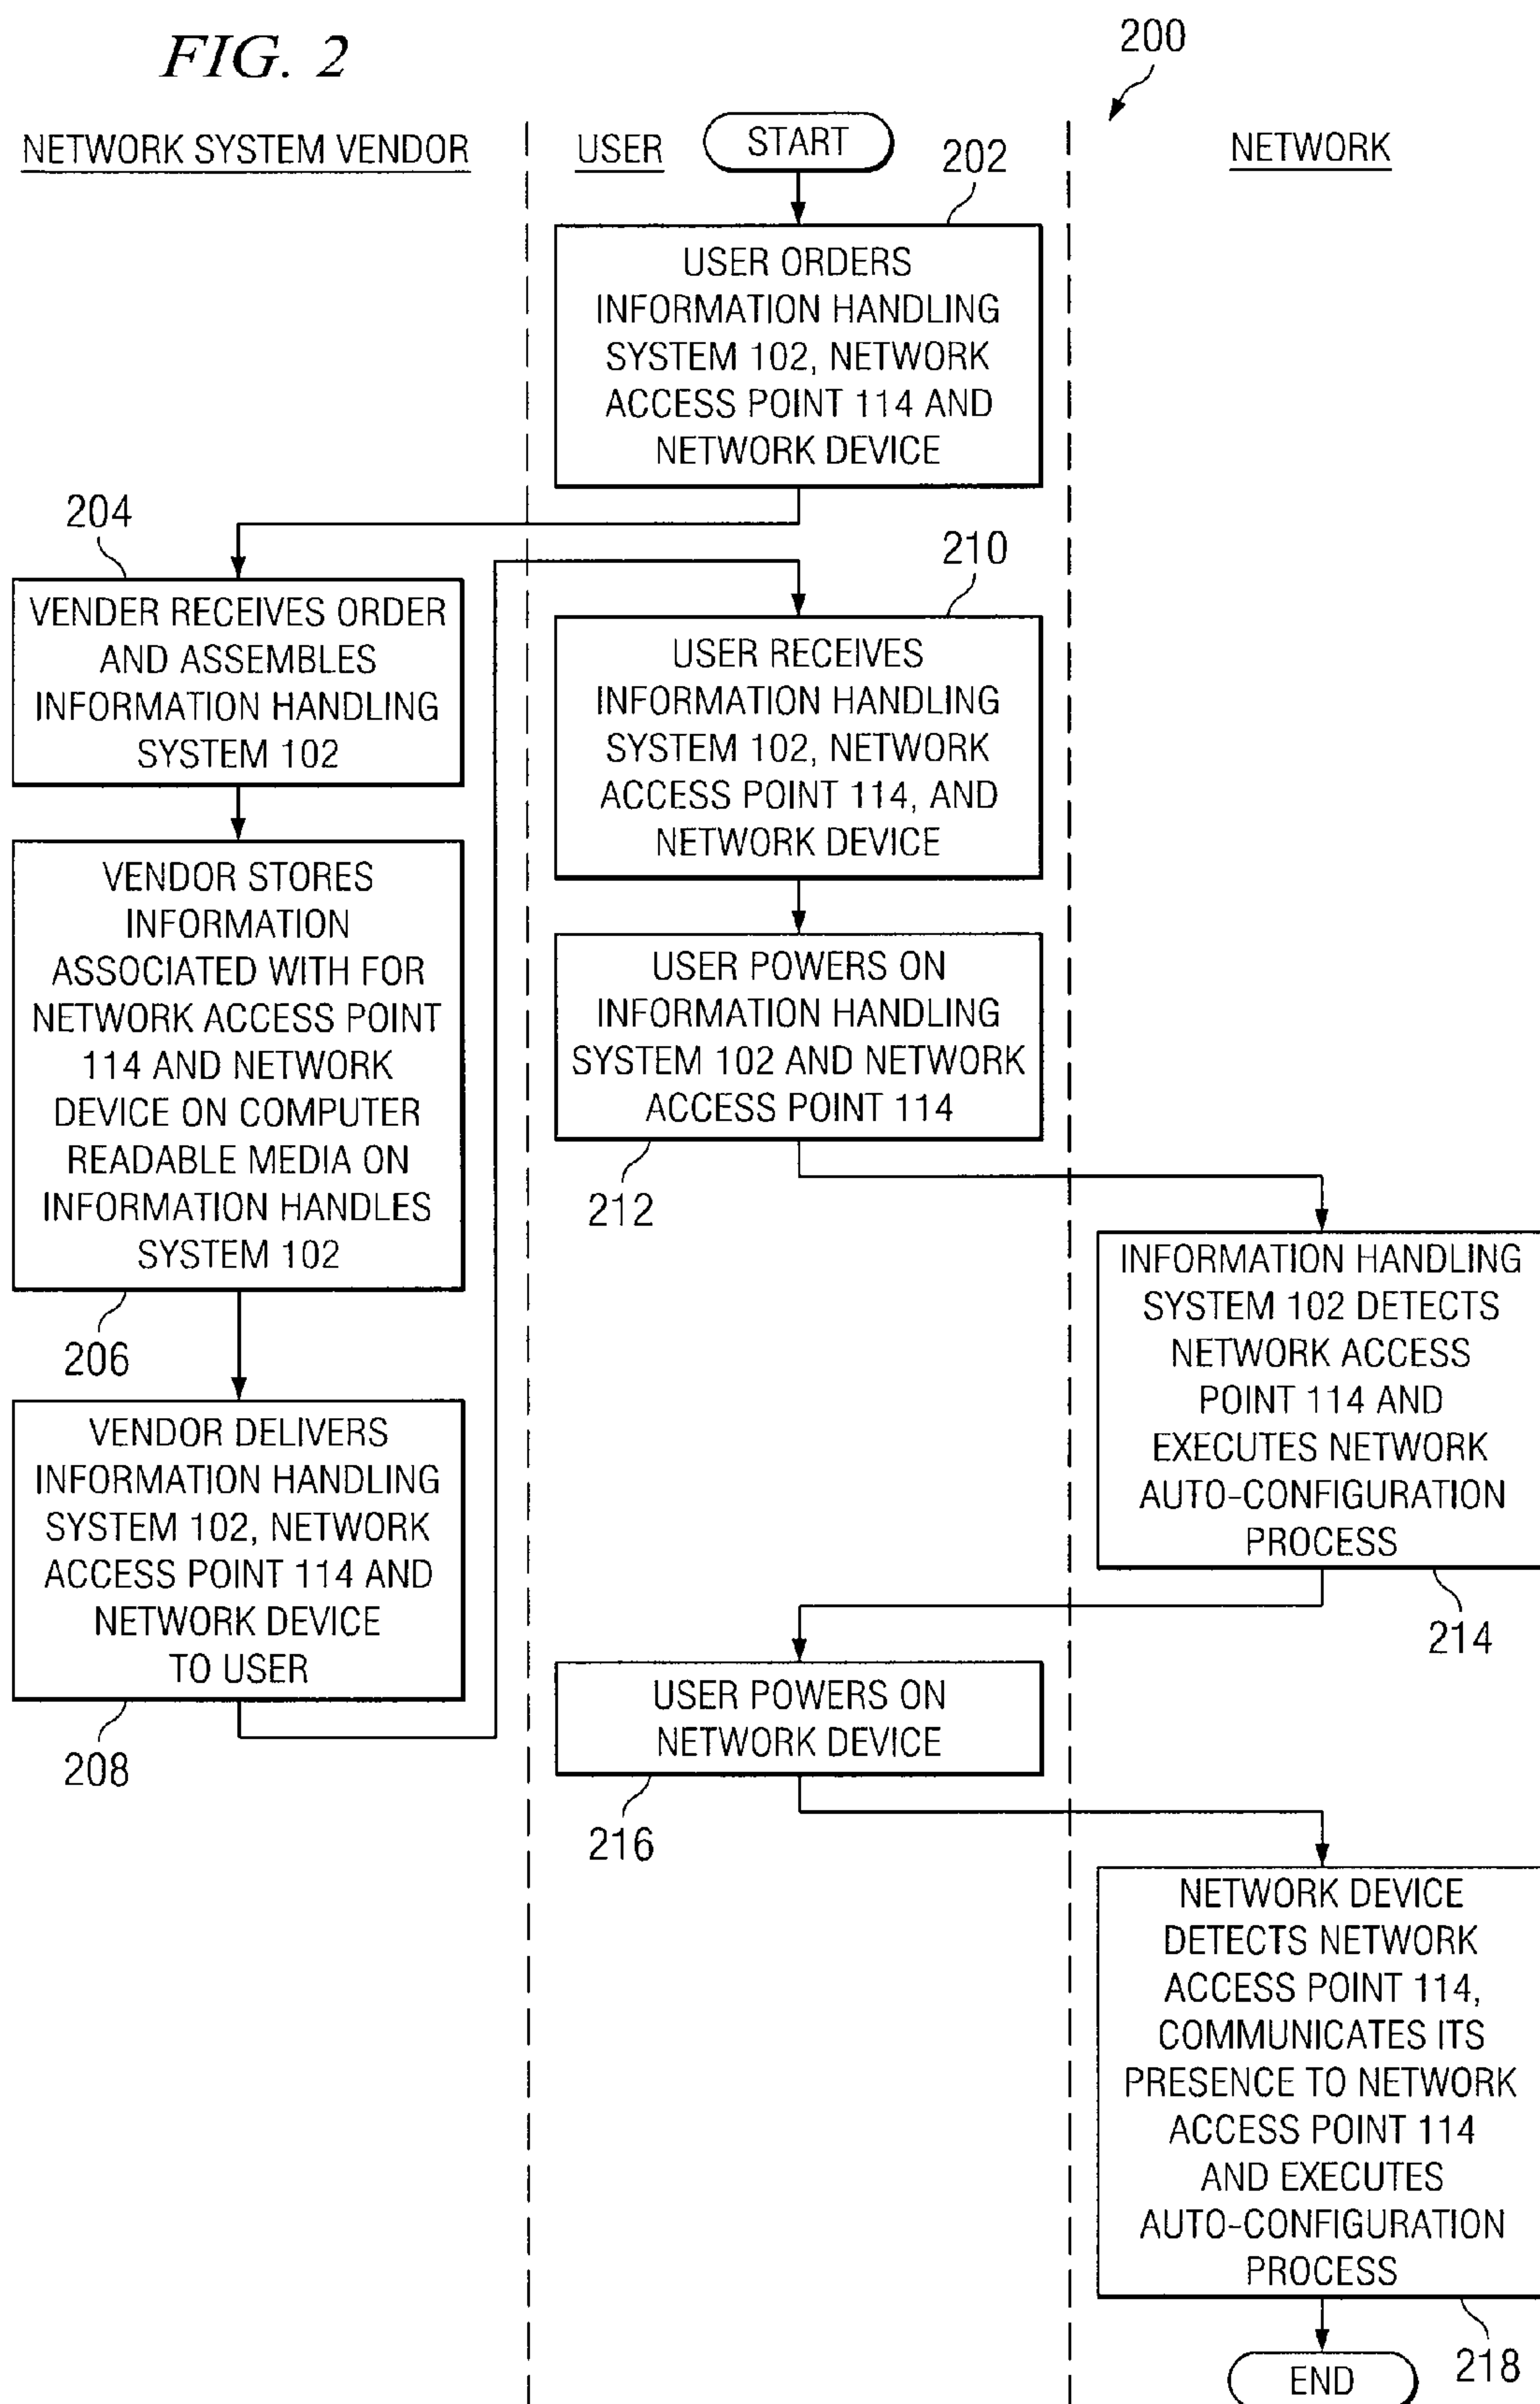 FIG. 2
200
NETWORK SYSTEM VENDOR
USER
START
NETWORK
202
USER ORDERS
INFORMATION HANDLING
SYSTEM 102, NETWORK
ACCESS POINT 114 AND
NETWORK DEVICE
204
VENDER RECEIVES ORDER
AND ASSEMBLES
INFORMATION HANDLING
SYSTEM 102
VENDOR STORES
INFORMATION
ASSOCIATED WITH FOR
NETWORK ACCESS POINT
114 AND NETWORK
DEVICE ON COMPUTER
READABLE MEDIA ON
INFORMATION HANDLES
SYSTEM 102
206
VENDOR DELIVERS
INFORMATION HANDLING
SYSTEM 102, NETWORK
ACCESS POINT 114 AND
NETWORK DEVICE
TO USER
208
210
USER RECEIVES
INFORMATION HANDLING
SYSTEM 102, NETWORK
ACCESS POINT 114, AND
NETWORK DEVICE
USER POWERS ON
INFORMATION HANDLING
SYSTEM 102 AND NETWORK
ACCESS POINT 114
212
INFORMATION HANDLING
SYSTEM 102 DETECTS
NETWORK ACCESS
POINT 114 AND
EXECUTES NETWORK
AUTO-CONFIGURATION
PROCESS
214
USER POWERS ON
NETWORK DEVICE
216
NETWORK DEVICE
DETECTS NETWORK
ACCESS POINT 114,
COMMUNICATES ITS
PRESENCE TO NETWORK
ACCESS POINT 114
AND EXECUTES
AUTO-CONFIGURATION
PROCESS
218
END